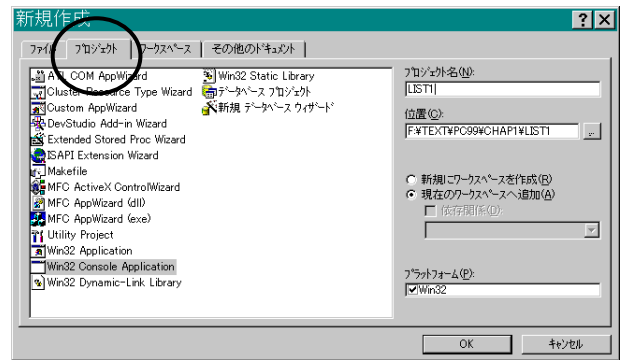 新規作成
ファイル プロジェクト ワークスペース その他のドキュメント
ATL COM AppWizard
Cluster Resource Type Wizard
Custom AppWizard
DevStudio Add-in Wizard
Extended Stored Proc Wizard
ISAPI Extension Wizard
Makefile
MFC ActiveX ControlWizard
MFC AppWizard (dll)
MFC AppWizard (exe)
Utility Project
Win32 Application
Win32 Console Application
Win32 Dynamic-Link Library
Win32 Static Library
データベース プロジェクト
新規 データベース ウィザード
プロジェクト名(N):
LIST1
位置(C):
F:¥TEXT¥PC99¥CHAP1¥LIST1
...
新規にワークスペースを作成(R)
現在のワークスペースへ追加(A)
依存関係(D):
プラットフォーム(P):
Win32
OK キャンセル